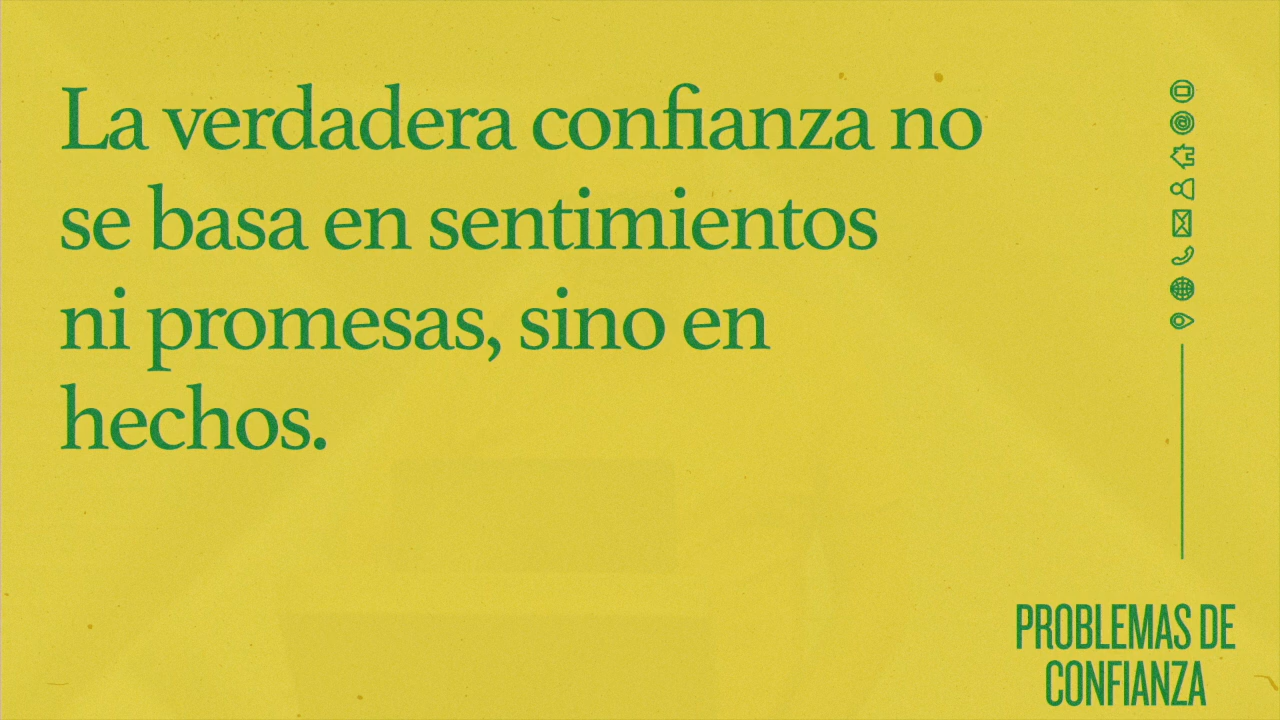 La verdadera confianza no
se basa en sentimientos
ni promesas, sino en
hechos.
PROBLEMAS DE
CONFIANZA